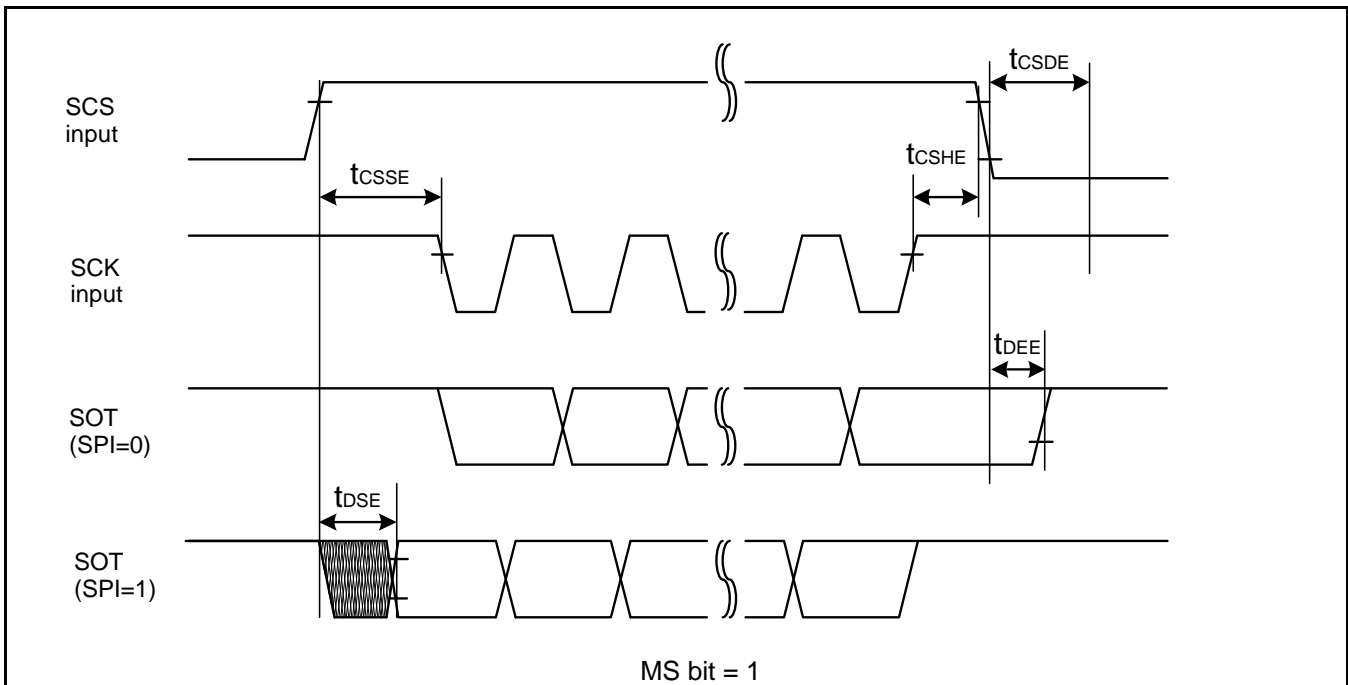 tCSDE
SCS
input
tCSHE
tCSSE
SCK
input
tDEE
SOT
(SPI=0)
tDSE
SOT
(SPI=1)
MS bit = 1